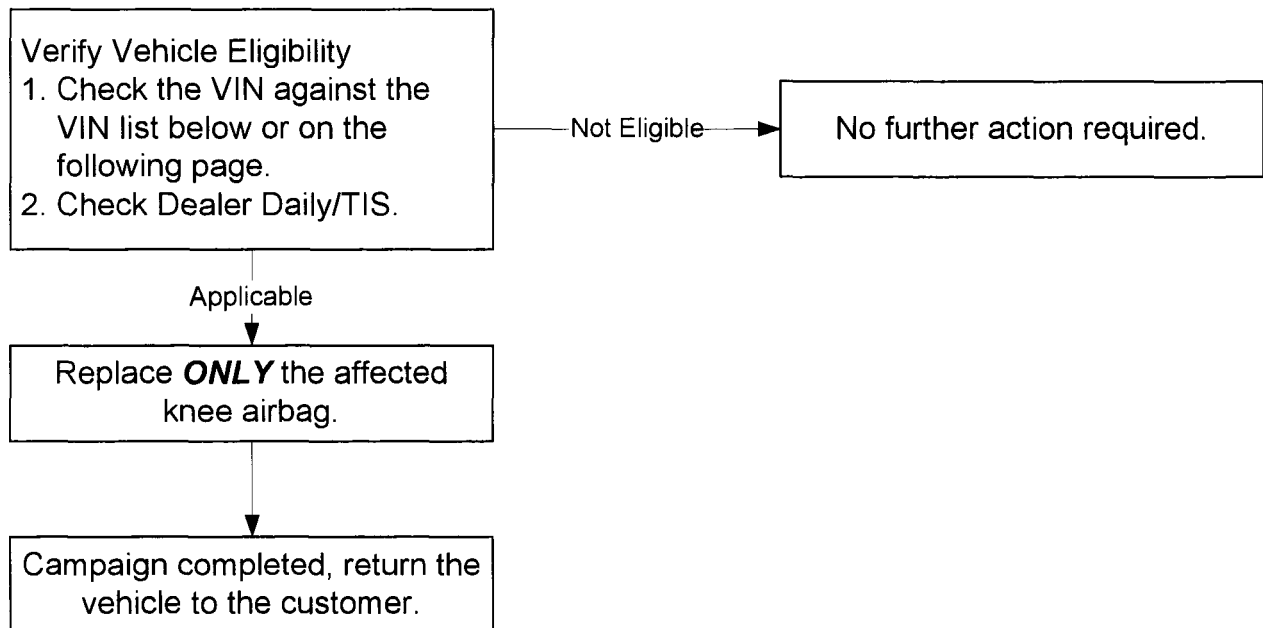 Verify Vehicle Eligibility
1. Check the VIN against the
VIN list below or on the
following page.
2. Check Dealer Daily/TIS.
Not Eligible
No further action required.
Applicable
Replace ONLY the affected
knee airbag.
Campaign completed, return the
vehicle to the customer.